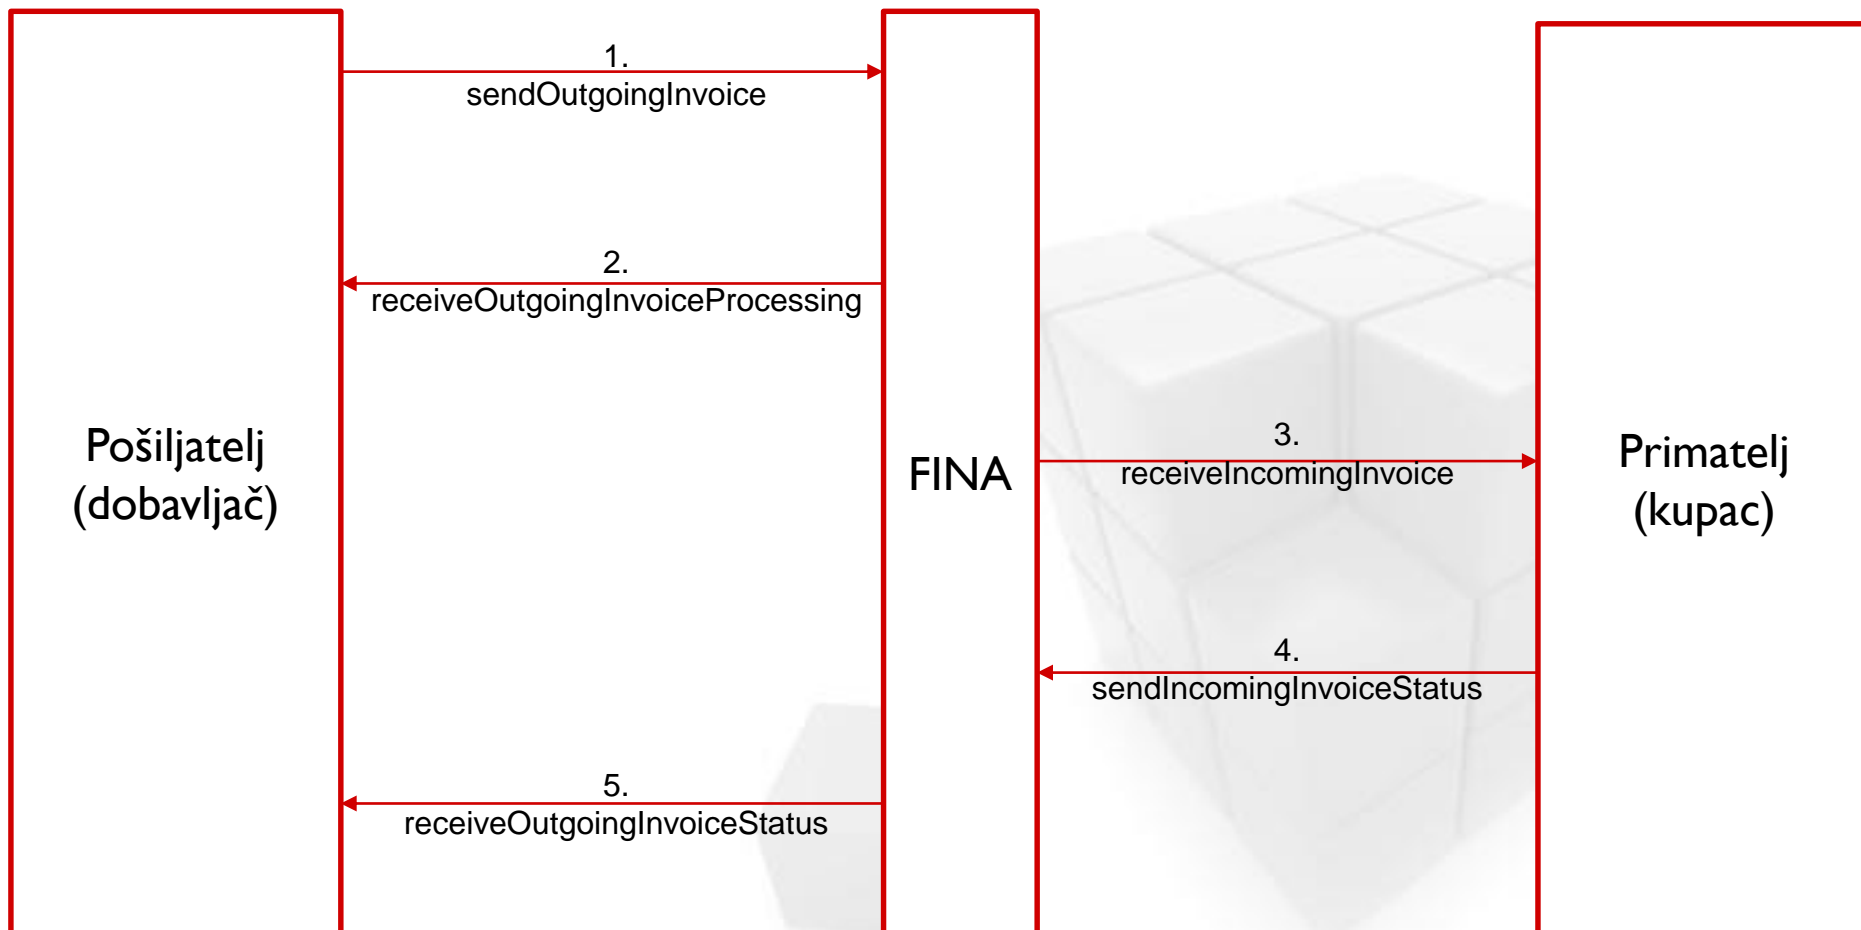 1.
sendOutgoingInvoice
2.
receiveOutgoingInvoiceProcessing
Pošiljatelj
(dobavljač)
FINA
3.
receiveIncomingInvoice
Primatelj
(kupac)
4.
sendIncomingInvoiceStatus
5.
receiveOutgoingInvoiceStatus